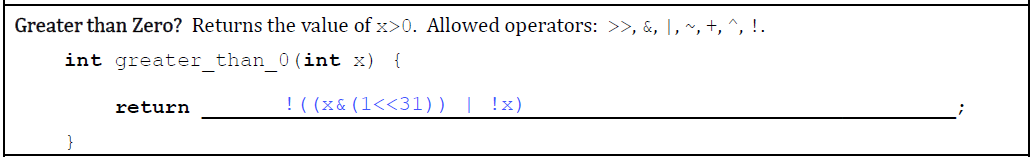 Greater than Zero? Returns the value of x>0. Allowed operators: >>, &, |, ~, +, ^, !.
int greater_than_0(int x) {
return !((x&(1<<31)) | !x) ;
}